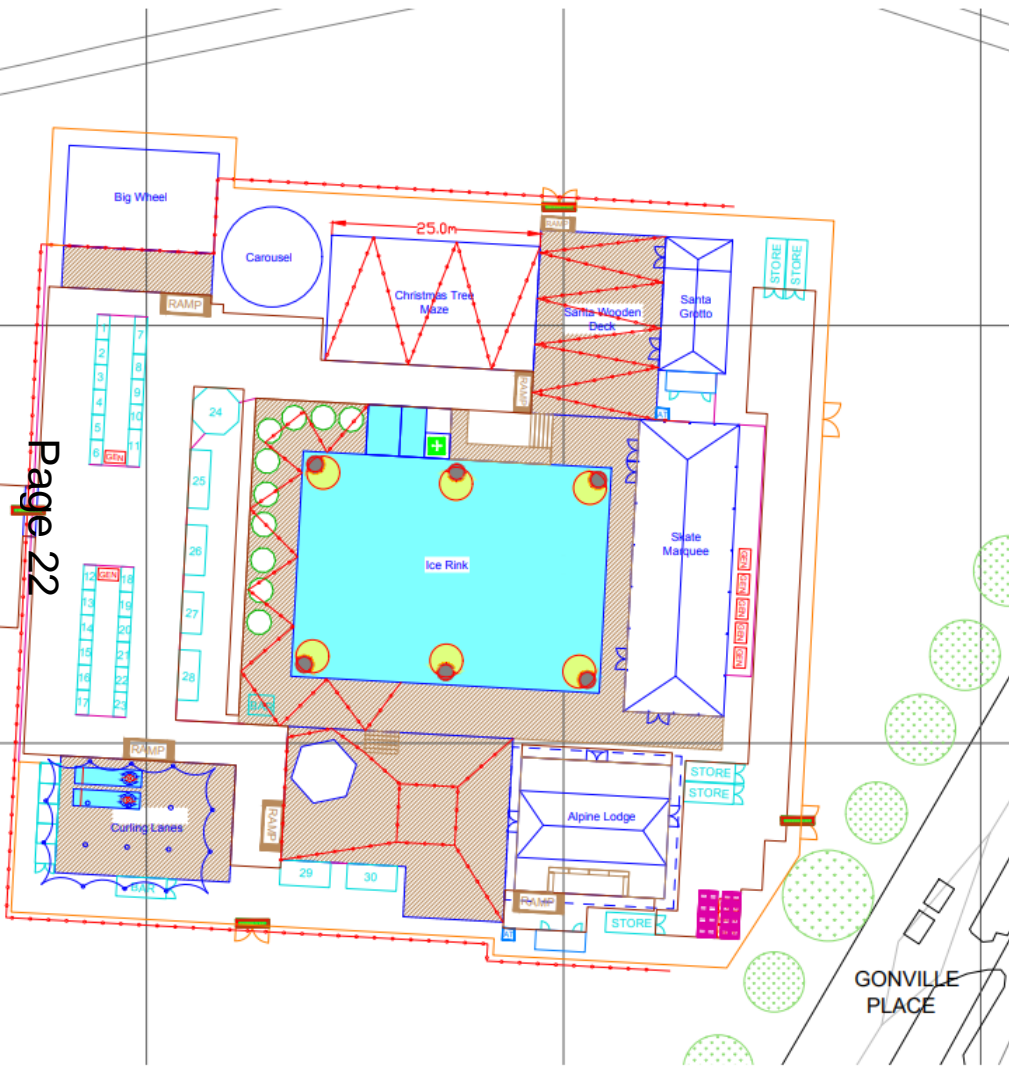 Big Wheel
Carousel
25.0m
Christmas Tree
Maze
RAMP
Santa Wooden
Deck
Santa
Grotto
STORE
STORE
RAMP
RAMP
AT
1
2
3
4
5
6
7
8
9
10
11
GEN
24
25
26
27
28
Page 22
12
13
14
15
16
17
GEN
18
19
20
21
22
23
Ice Rink
Skate
Marquee
GEN
GEN
GEN
GEN
GEN
BAR
RAMP
Curling Lanes
BAR
RAMP
29
30
Alpine Lodge
STORE
STORE
RAMP
STORE
AT
GONVILLE
PLACE